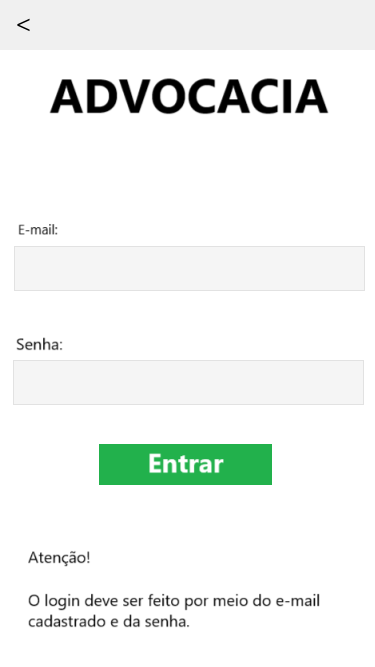 <
ADVOCACIA
E-mail:
Senha:
Entrar
Atenção!
O login deve ser feito por meio do e-mail
cadastrado e da senha.